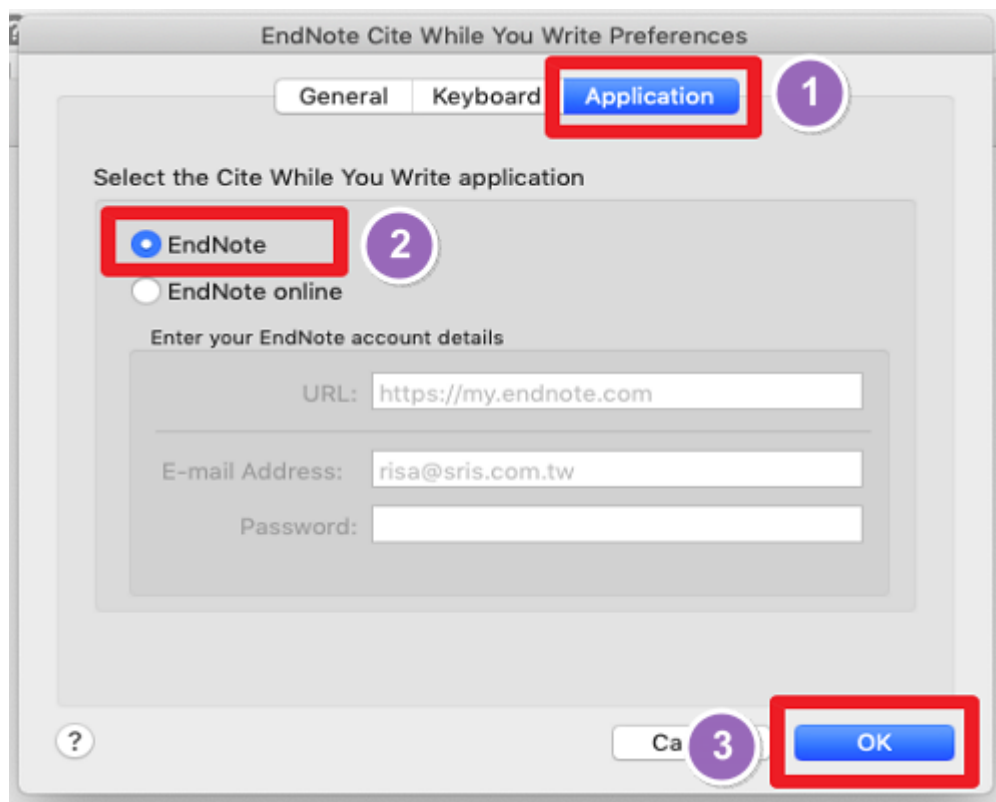 EndNote Cite While You Write Preferences
General Keyboard Application 1
Select the Cite While You Write application
EndNote 2
EndNote online
Enter your EndNote account details
URL: https://my.endnote.com
E-mail Address: risa@sris.com.tw
Password:
? Ca 3 OK